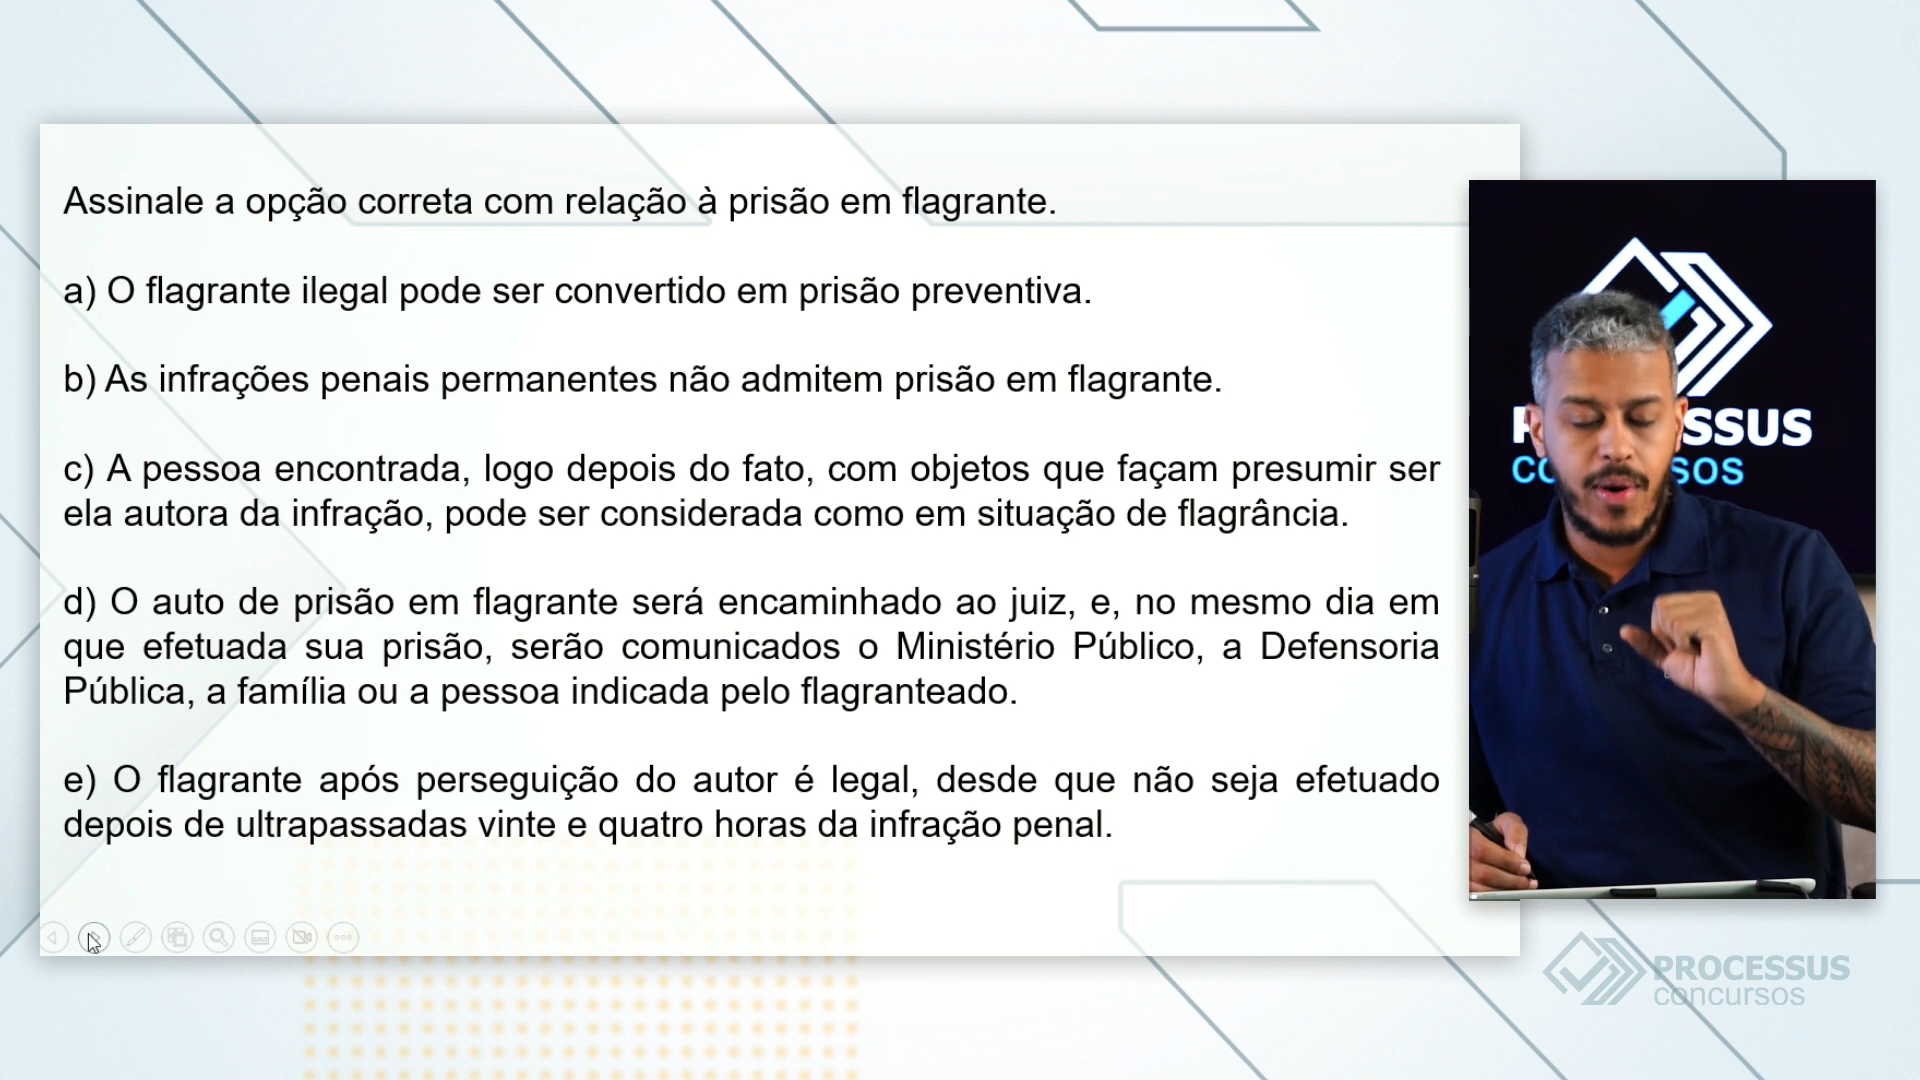 Assinale a opção correta com relação à prisão em flagrante.
a) O flagrante ilegal pode ser convertido em prisão preventiva.
b) As infrações penais permanentes não admitem prisão em flagrante.
c) A pessoa encontrada, logo depois do fato, com objetos que façam presumir ser
ela autora da infração, pode ser considerada como em situação de flagrância.
d) O auto de prisão em flagrante será encaminhado ao juiz, e, no mesmo dia em
que efetuada sua prisão, serão comunicados o Ministério Público, a Defensoria
Pública, a família ou a pessoa indicada pelo flagranteado.
e) O flagrante após perseguição do autor é legal, desde que não seja efetuado
depois de ultrapassadas vinte e quatro horas da infração penal.
P SSUS
CO SOS
PROCESSUS
concursos